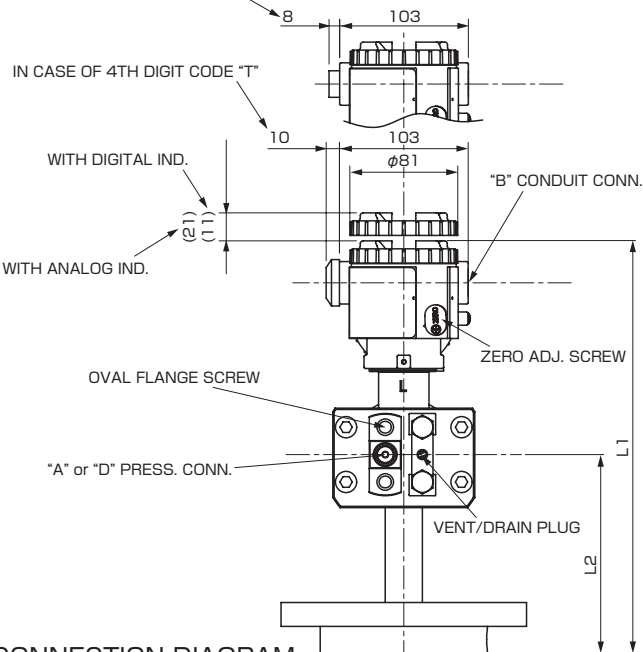 8 103
IN CASE OF 4TH DIGIT CODE “T”
10 103
WITH DIGITAL IND.
φ81
“B” CONDUIT CONN.
(21)
(11)
WITH ANALOG IND.
ZERO ADJ. SCREW
OVAL FLANGE SCREW
L
L1
“A” or “D” PRESS. CONN.
VENT/DRAIN PLUG
L2
CONNECTION DIAGRAM